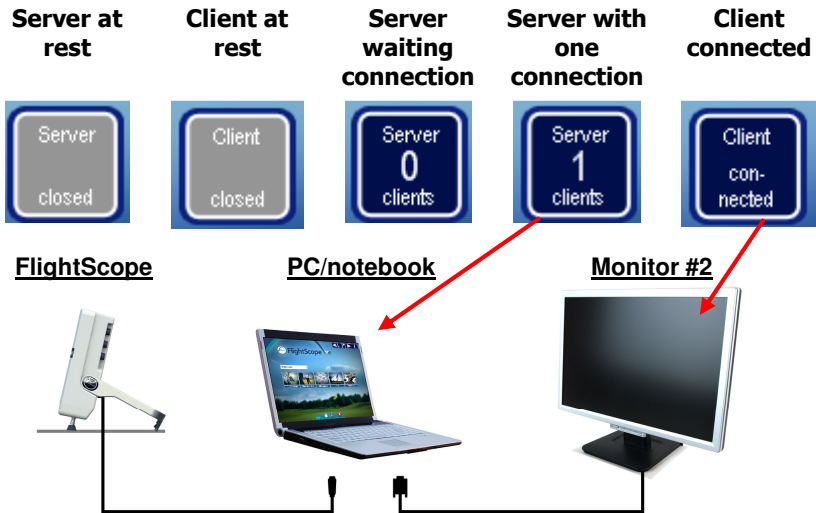 Server at
rest
Client at
rest
Server
waiting
connection
Server with
one
connection
Client
connected
Server
closed
Client
closed
Server
0
clients
Server
1
clients
Client
con-
nected
FlightScope
PC/notebook
Monitor #2
FlightScope